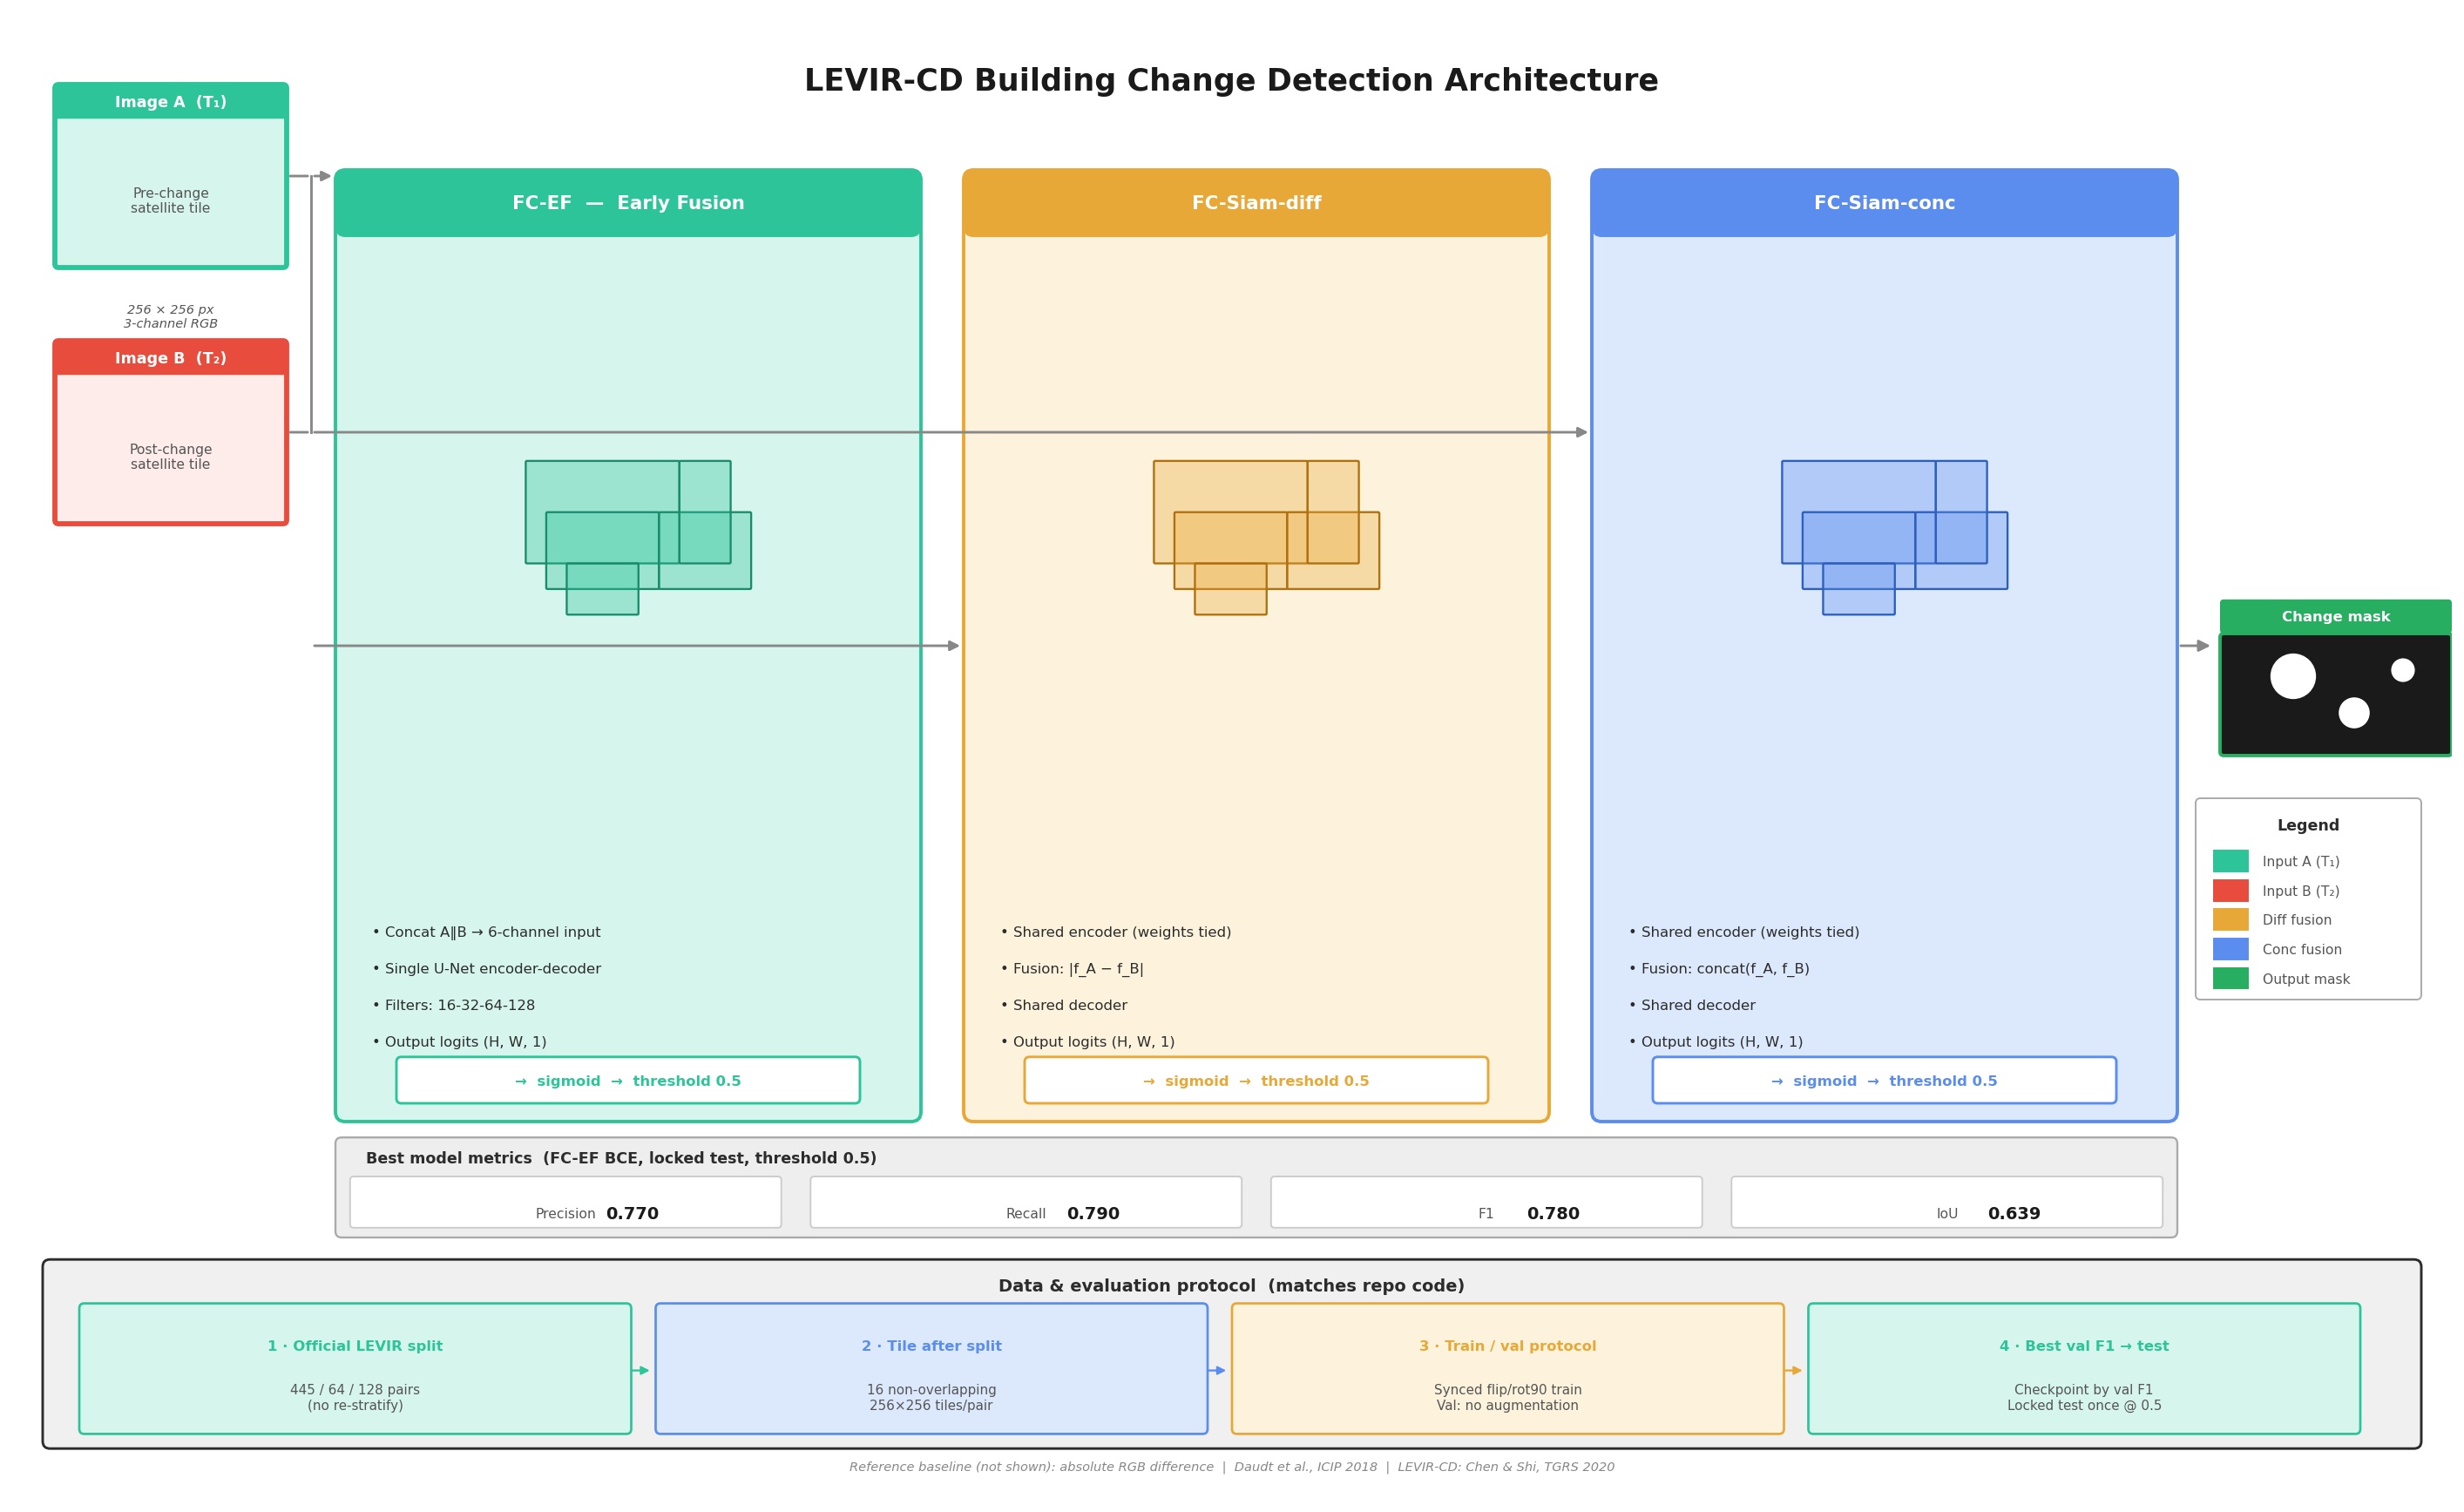 LEVIR-CD Building Change Detection Architecture
Image A (T₁)
Pre-change
satellite tile
256 × 256 px
3-channel RGB
Image B (T₂)
Post-change
satellite tile
FC-EF — Early Fusion
• Concat A‖B → 6-channel input
• Single U-Net encoder-decoder
• Filters: 16-32-64-128
• Output logits (H, W, 1)
→ sigmoid → threshold 0.5
FC-Siam-diff
• Shared encoder (weights tied)
• Fusion: |f_A − f_B|
• Shared decoder
• Output logits (H, W, 1)
→ sigmoid → threshold 0.5
FC-Siam-conc
• Shared encoder (weights tied)
• Fusion: concat(f_A, f_B)
• Shared decoder
• Output logits (H, W, 1)
→ sigmoid → threshold 0.5
Change mask
Legend
Input A (T₁)
Input B (T₂)
Diff fusion
Conc fusion
Output mask
Best model metrics (FC-EF BCE, locked test, threshold 0.5)
Precision 0.770
Recall 0.790
F1 0.780
IoU 0.639
Data & evaluation protocol (matches repo code)
1 · Official LEVIR split
445 / 64 / 128 pairs
(no re-stratify)
2 · Tile after split
16 non-overlapping
256×256 tiles/pair
3 · Train / val protocol
Synced flip/rot90 train
Val: no augmentation
4 · Best val F1 → test
Checkpoint by val F1
Locked test once @ 0.5
Reference baseline (not shown): absolute RGB difference | Daudt et al., ICIP 2018 | LEVIR-CD: Chen & Shi, TGRS 2020